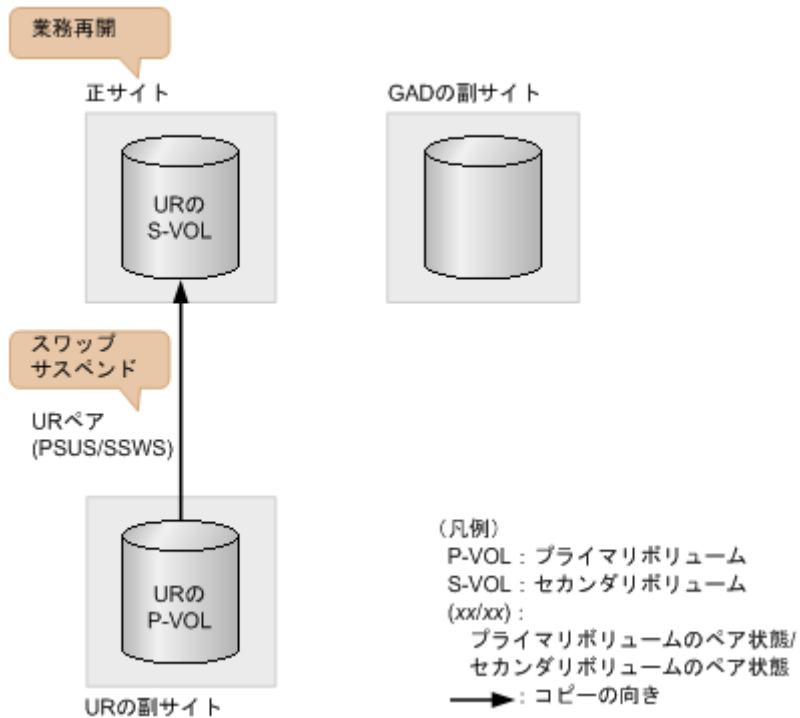 業務再開
正サイト
GADの副サイト
URの
S-VOL
スワップ
サスペンド
URペア
(PSUS/SSWS)
URの
P-VOL
URの副サイト
（凡例）
P-VOL：プライマリボリューム
S-VOL：セカンダリボリューム
(xx/xx)：
プライマリボリュームのペア状態/
セカンダリボリュームのペア状態
：コピーの向き